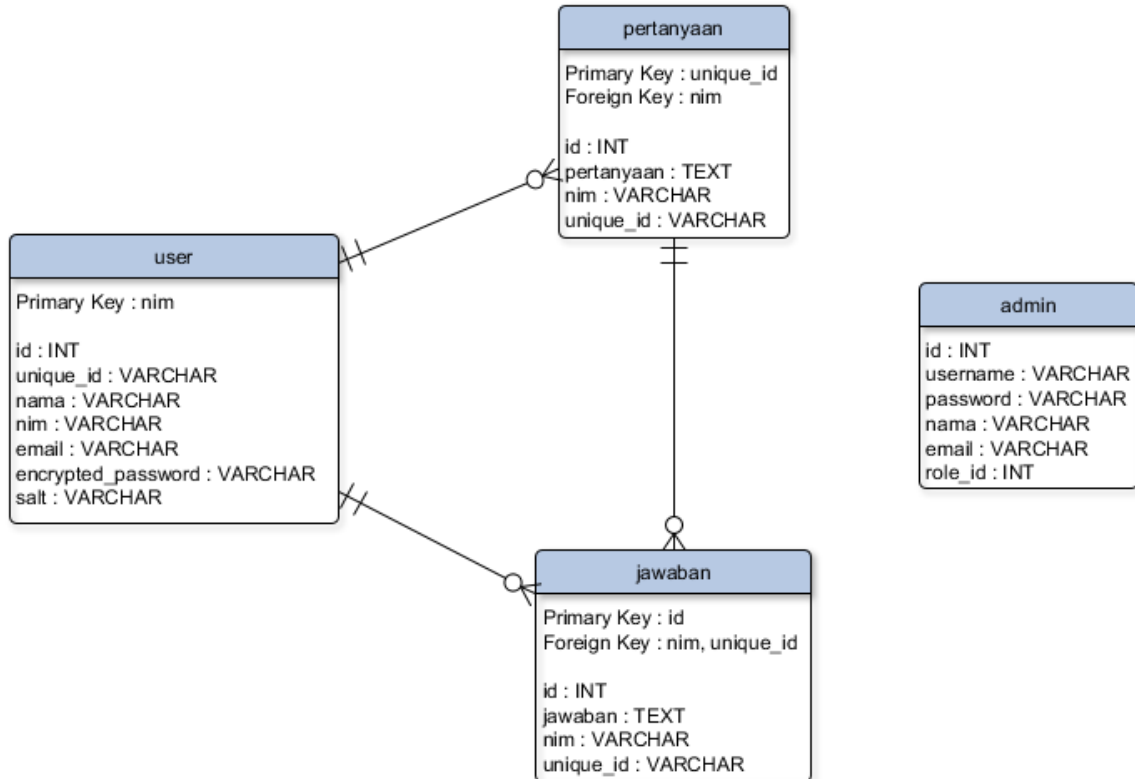 pertanyaan
Primary Key : unique_id
Foreign Key : nim
id : INT
pertanyaan : TEXT
nim : VARCHAR
unique_id : VARCHAR
user
Primary Key : nim
id : INT
unique_id : VARCHAR
nama : VARCHAR
nim : VARCHAR
email : VARCHAR
encrypted_password : VARCHAR
salt : VARCHAR
admin
id : INT
username : VARCHAR
password : VARCHAR
nama : VARCHAR
email : VARCHAR
role_id : INT
jawaban
Primary Key : id
Foreign Key : nim, unique_id
id : INT
jawaban : TEXT
nim : VARCHAR
unique_id : VARCHAR